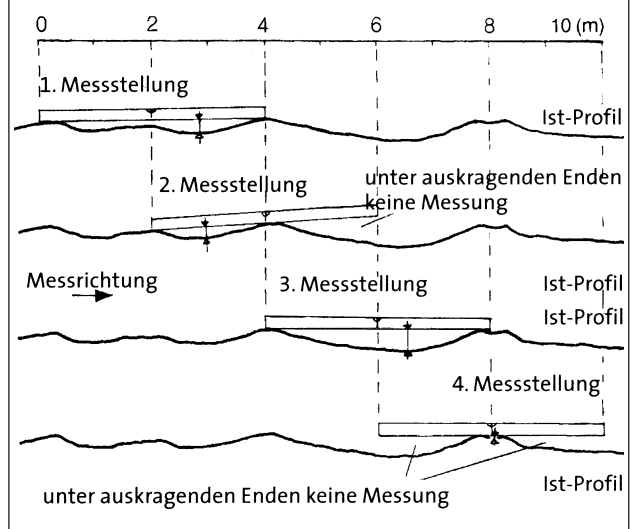 0 2 4 6 8 10 (m)
1. Messstellung
Ist-Profil
2. Messstellung
unter auskragenden Enden
keine Messung
Messrichtung
3. Messstellung
Ist-Profil
Ist-Profil
4. Messstellung
unter auskragenden Enden keine Messung
Ist-Profil